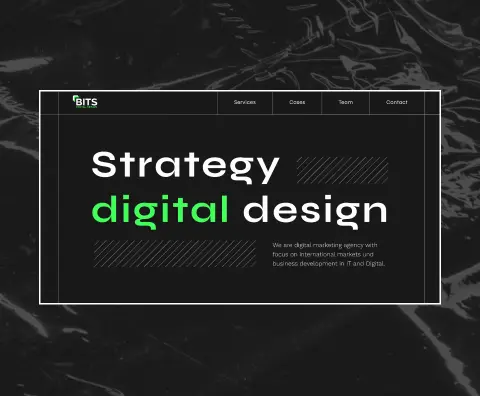 BITS
Services
Cases
Team
Contact
Strategy
digital design
We are digital marketing agency with
focus on international markets und
business development in IT and Digital.